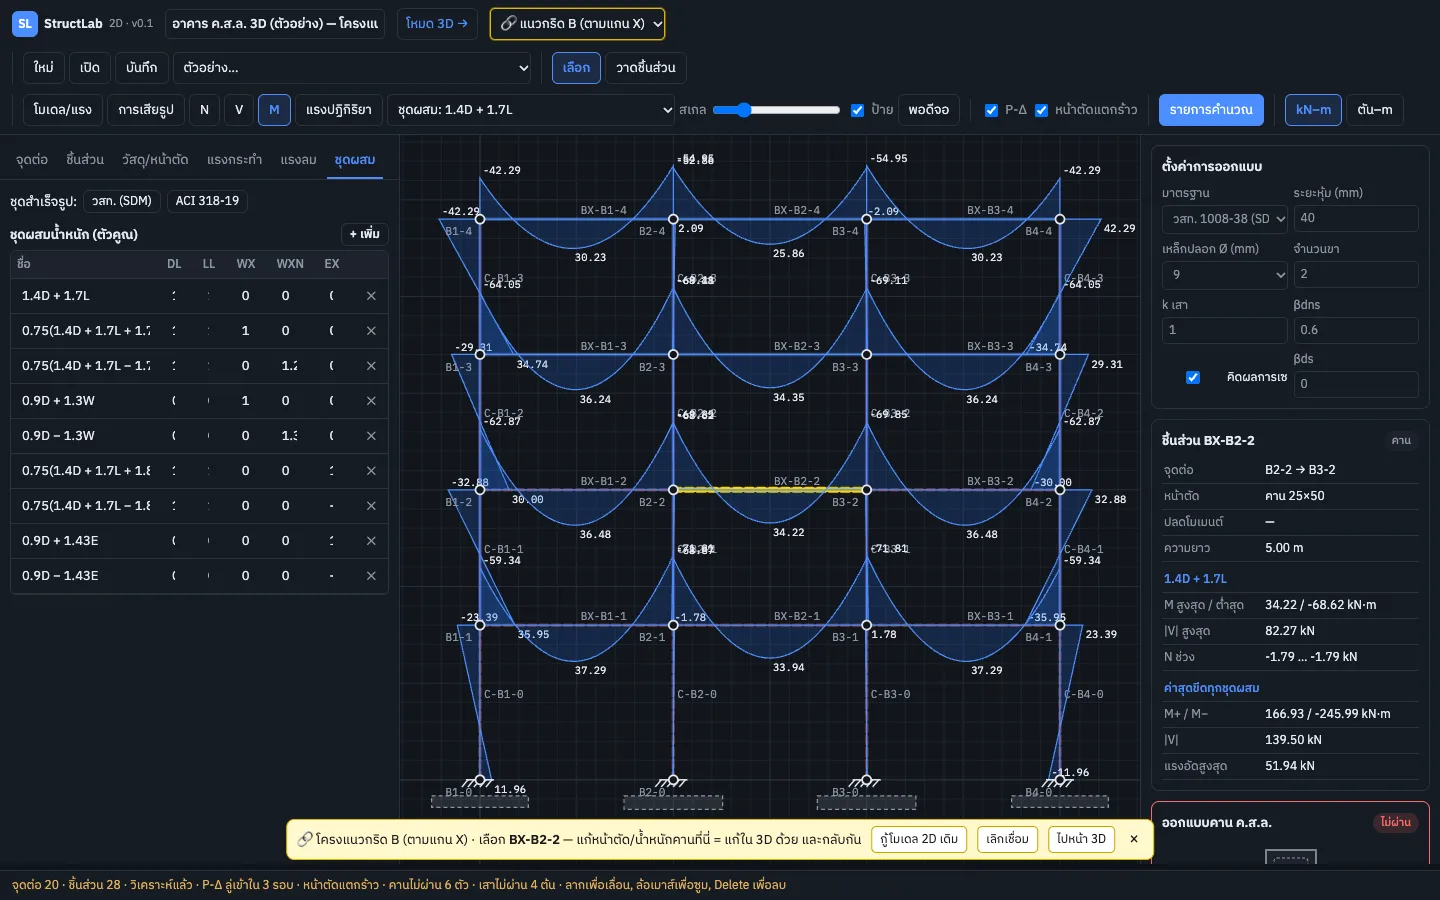 SL StructLab 2D · v0.1 อาคาร ค.ส.ล. 3D (ตัวอย่าง) — โครงแ โหมด 3D → 🔗 แนวกริด B (ตามแกน X)
ใหม่ เปิด บันทึก ตัวอย่าง... เลือก วาดชิ้นส่วน
โมเดล/แรง การเสียรูป N V M แรงปฏิกิริยา ชุดผสม: 1.4D + 1.7L สเกล ป้าย พอดีจอ P-Δ หน้าตัดแตกร้าว รายการคำนวณ kN–m ตัน–m
จุดต่อ ชิ้นส่วน วัสดุ/หน้าตัด แรงกระทำ แรงลม ชุดผสม
ชุดสำเร็จรูป: วสท. (SDM) ACI 318-19
ชุดผสมน้ำหนัก (ตัวคูณ) + เพิ่ม
ชื่อ DL LL WX WXN EX
1.4D + 1.7L 0 0 ×
0.75(1.4D + 1.7L + 1.7 1 0 ×
0.75(1.4D + 1.7L − 1.7 0 1.2 ×
0.9D + 1.3W 1 0 ×
0.9D − 1.3W 0 1.3 ×
0.75(1.4D + 1.7L + 1.8 0 0 ×
0.75(1.4D + 1.7L − 1.8 0 0 - ×
0.9D + 1.43E 0 0 ×
0.9D − 1.43E 0 0 - ×
-54.95
-42.29 -42.29
-42.29 BX-B1-4 BX-B2-4 -2.09 BX-B3-4
B1-4 B2-4 2.09 B3-4 B4-4 42.29
30.23 25.86 30.23
C-B1-3 C-B4-3
-64.05 -69.11 -64.05
-29.31 BX-B1-3 BX-B2-3 BX-B3-3 -34.74
B1-3 34.74 B2-3 B3-3 B4-3 29.31
36.24 34.35 36.24
C-B1-2 C-B4-2
-62.87 -69.85 -62.87
-32.88 BX-B1-2 BX-B2-2 BX-B3-2 -30.00
B1-2 30.00 B2-2 B3-2 B4-2 32.88
36.48 34.22 36.48
C-B1-1 -71.81 C-B4-1
-59.34 -59.34
-23.39 BX-B1-1 -1.78 BX-B2-1 BX-B3-1 -35.95
B1-1 35.95 B2-1 B3-1 1.78 B4-1 23.39
37.29 33.94 37.29
C-B1-0 C-B2-0 C-B3-0 C-B4-0
-11.96
B1-0 11.96 B2-0 B3-0 B4-0
ตั้งค่าการออกแบบ
มาตรฐาน ระยะหุ้ม (mm)
วสท. 1008-38 (SD 40
เหล็กปลอก Ø (mm) จำนวนขา
9 2
k เสา βdns
1 0.6
βds
คิดผลการเซ 0
ชิ้นส่วน BX-B2-2 คาน
จุดต่อ B2-2 → B3-2
หน้าตัด คาน 25×50
ปลดโมเมนต์ —
ความยาว 5.00 m
1.4D + 1.7L
M สูงสุด / ต่ำสุด 34.22 / -68.62 kN·m
|V| สูงสุด 82.27 kN
N ช่วง -1.79 ... -1.79 kN
ค่าสุดขีดทุกชุดผสม
M+ / M− 166.93 / -245.99 kN·m
|V| 139.50 kN
แรงอัดสูงสุด 51.94 kN
ออกแบบคาน ค.ส.ล. ไม่ผ่าน
🔗 โครงแนวกริด B (ตามแกน X) · เลือก BX-B2-2 — แก้หน้าตัด/น้ำหนักคานที่นี่ = แก้ใน 3D ด้วย และกลับกัน กู้โมเดล 2D เดิม เลิกเชื่อม ไปหน้า 3D ×
จุดต่อ 20 · ชิ้นส่วน 28 · วิเคราะห์แล้ว · P-Δ ลู่เข้าใน 3 รอบ · หน้าตัดแตกร้าว · คานไม่ผ่าน 6 ตัว · เสาไม่ผ่าน 4 ต้น · ลากเพื่อเลื่อน, ล้อเมาส์เพื่อซูม, Delete เพื่อลบ